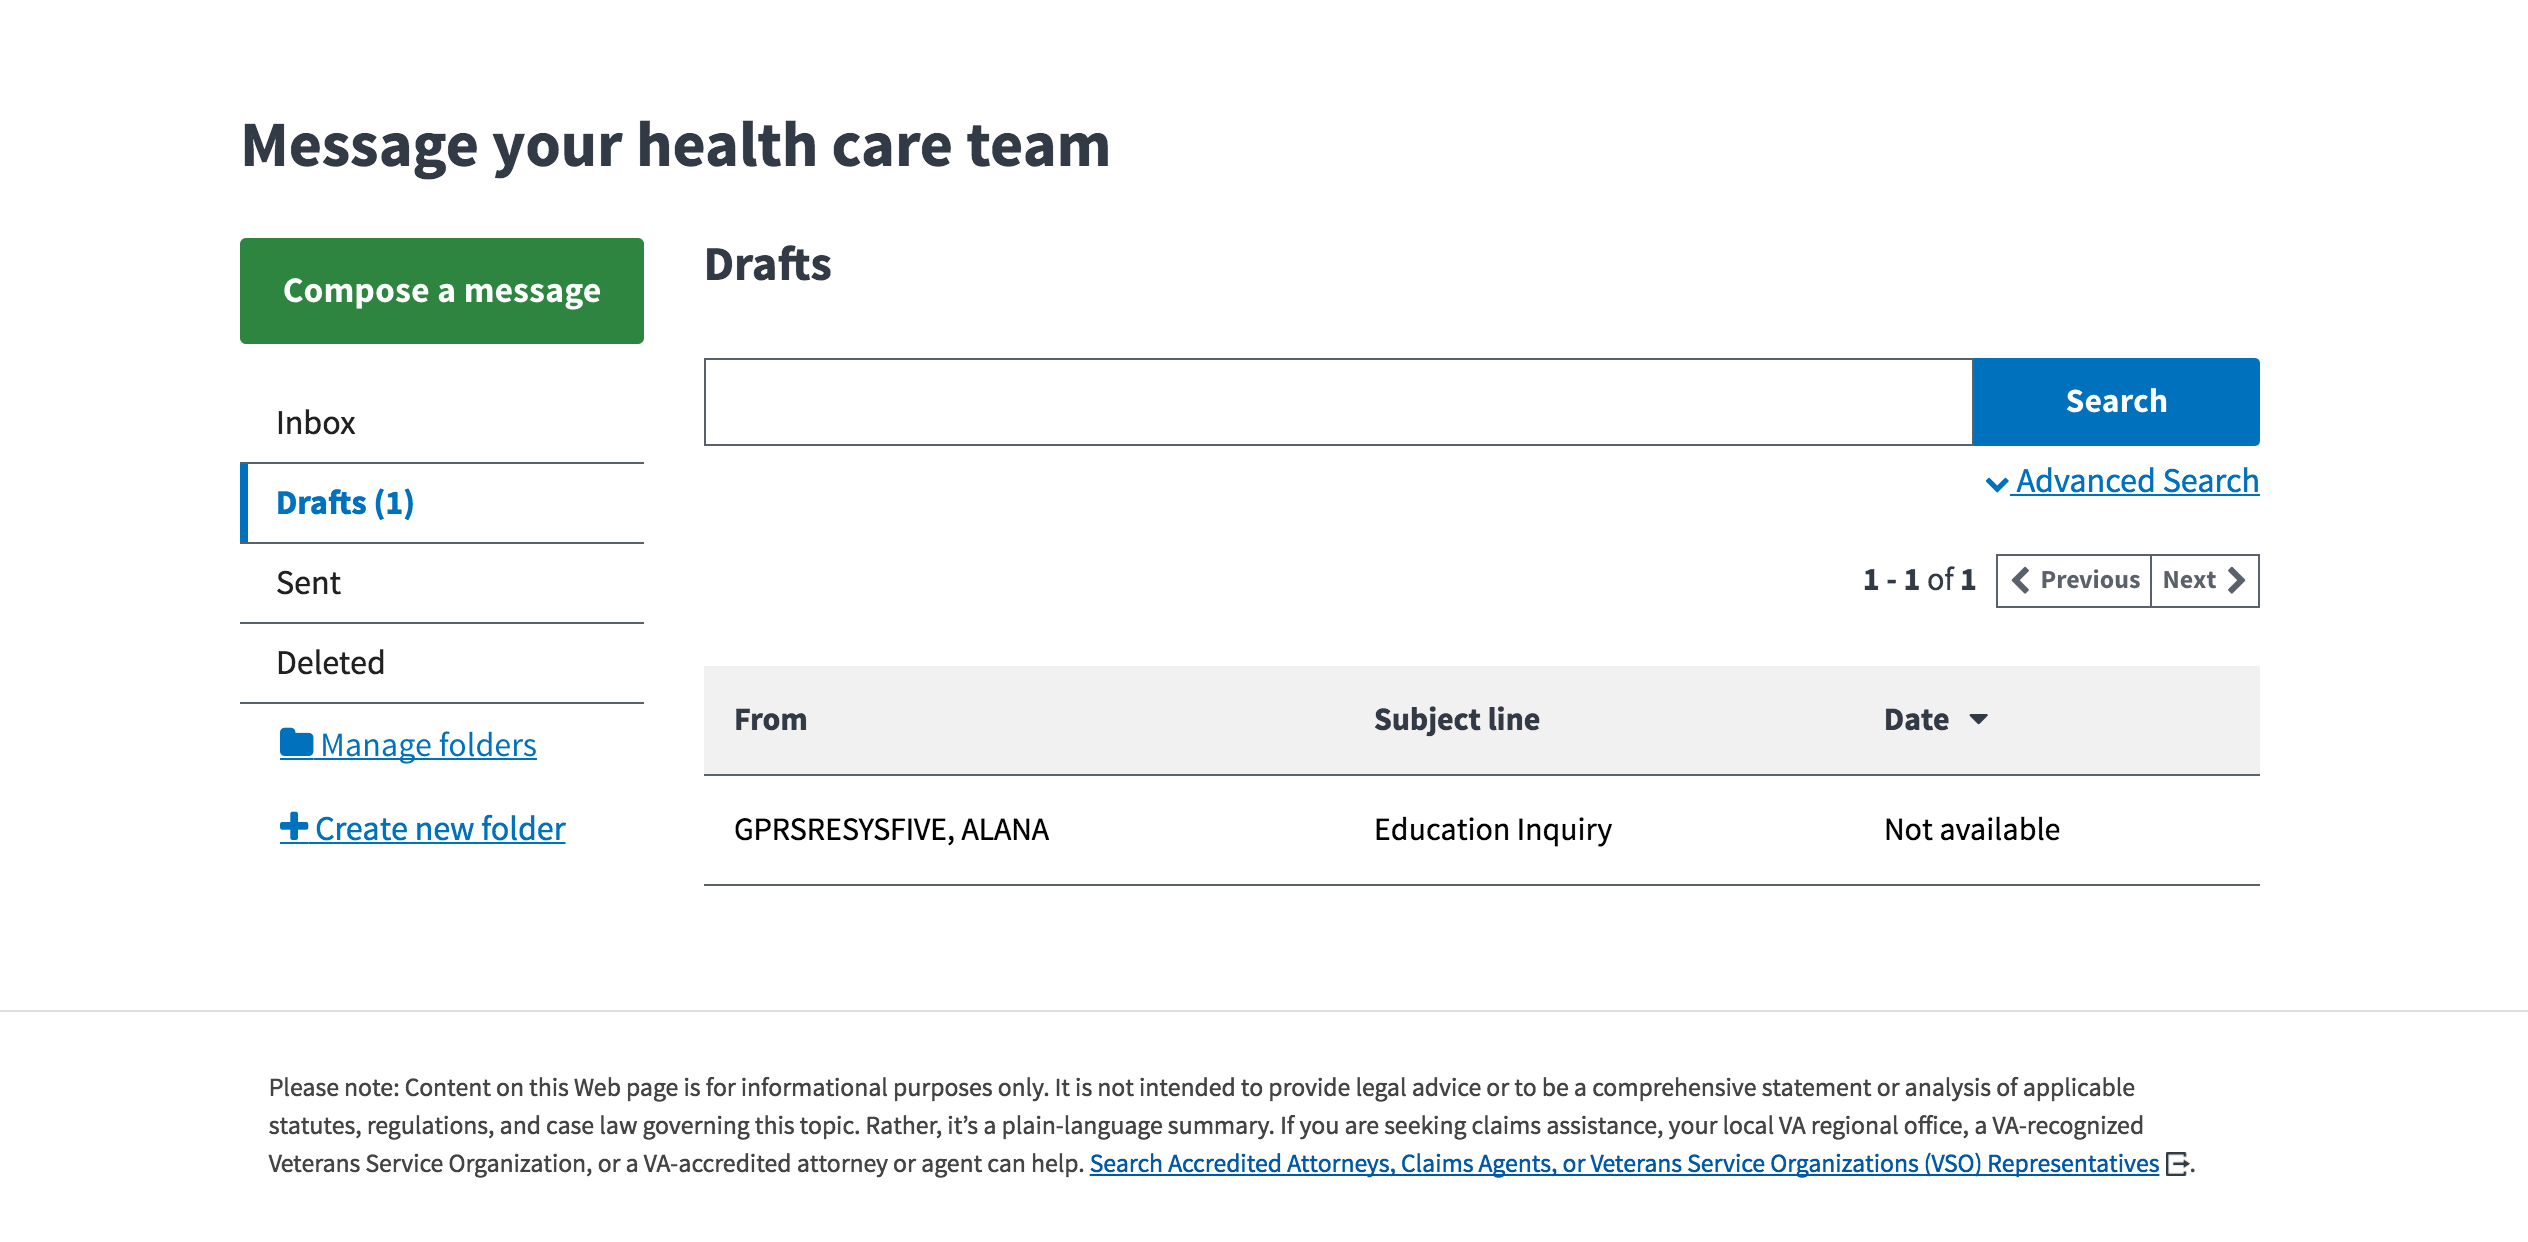 Message your health care team
Compose a message
Inbox
Drafts (1)
Sent
Deleted
Manage folders
Create new folder
Drafts
Search
Advanced Search
1 - 1 of 1 Previous Next
From Subject line Date
GPRSRESYSFIVE, ALANA Education Inquiry Not available
Please note: Content on this Web page is for informational purposes only. It is not intended to provide legal advice or to be a comprehensive statement or analysis of applicable
statutes, regulations, and case law governing this topic. Rather, it’s a plain-language summary. If you are seeking claims assistance, your local VA regional office, a VA-recognized
Veterans Service Organization, or a VA-accredited attorney or agent can help. Search Accredited Attorneys, Claims Agents, or Veterans Service Organizations (VSO) Representatives.